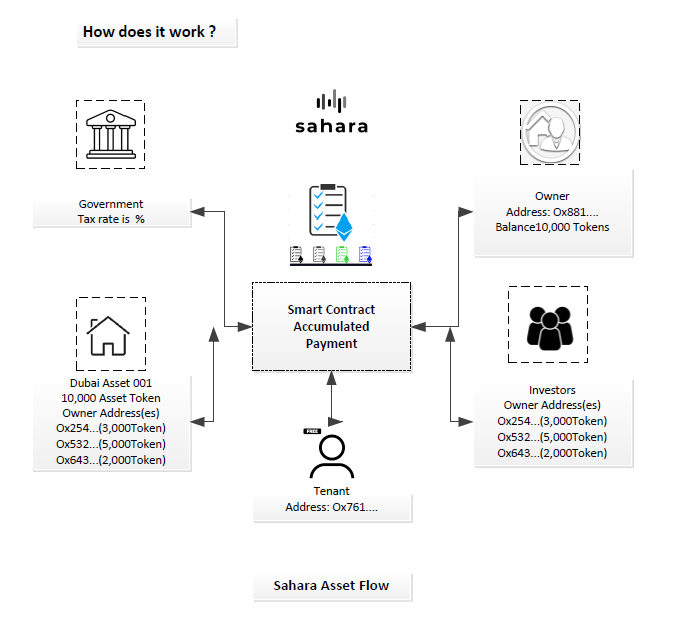 How does it work ?
sahara
Government
Tax rate is %
Owner
Address: Ox881....
Balance10,000 Tokens
Smart Contract
Accumulated
Payment
Dubai Asset 001
10,000 Asset Token
Owner Address(es)
Ox254...(3,000Token)
Ox532...(5,000Token)
Ox643...(2,000Token)
Investors
Owner Address(es)
Ox254...(3,000Token)
Ox532...(5,000Token)
Ox643...(2,000Token)
FREE
Tenant
Address: Ox761....
Sahara Asset Flow